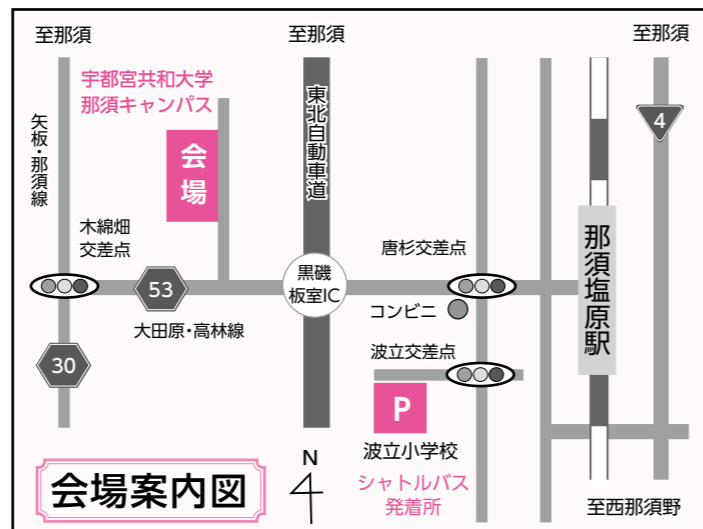 至那須
至那須
至那須
宇都宮共和大学
那須キャンパス
矢板・那須線
会場
東北自動車道
4
木綿畑
交差点
53
大田原・高林線
30
黒磯
板室IC
唐杉交差点
コンビニ
波立交差点
P
波立小学校
シャトルバス
発着所
那須塩原駅
至西那須野
N
会場案内図